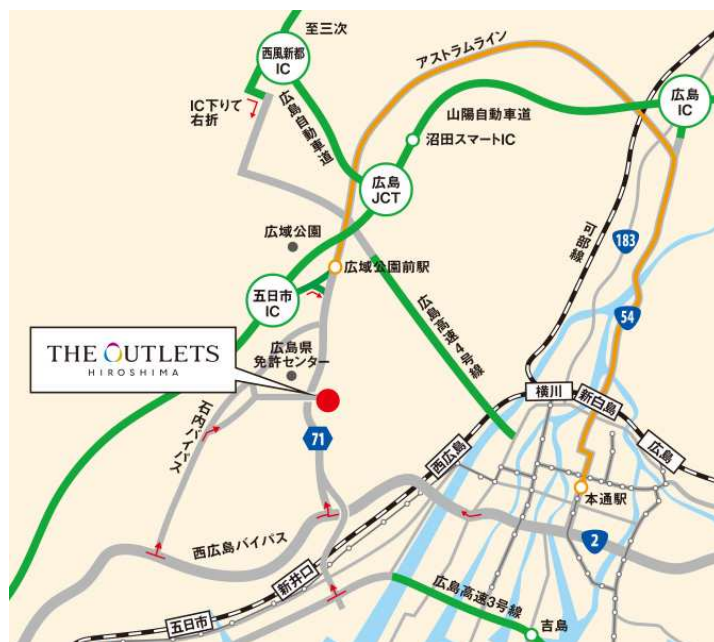 至三次
西風新都
IC
IC下りて
右折
広島自動車道
アストラムライン
山陽自動車道
沼田スマートIC
広島
IC
広島
JCT
広域公園
広域公園前駅
五日市
IC
183
可部線
54
広島高速4号線
THE OUTLETS
HIROSHIMA
広島県
免許センター
石内バイパス
71
横川
新白島
広島
西広島
本通駅
西広島バイパス
2
新井口
広島高速3号線
五日市
吉島